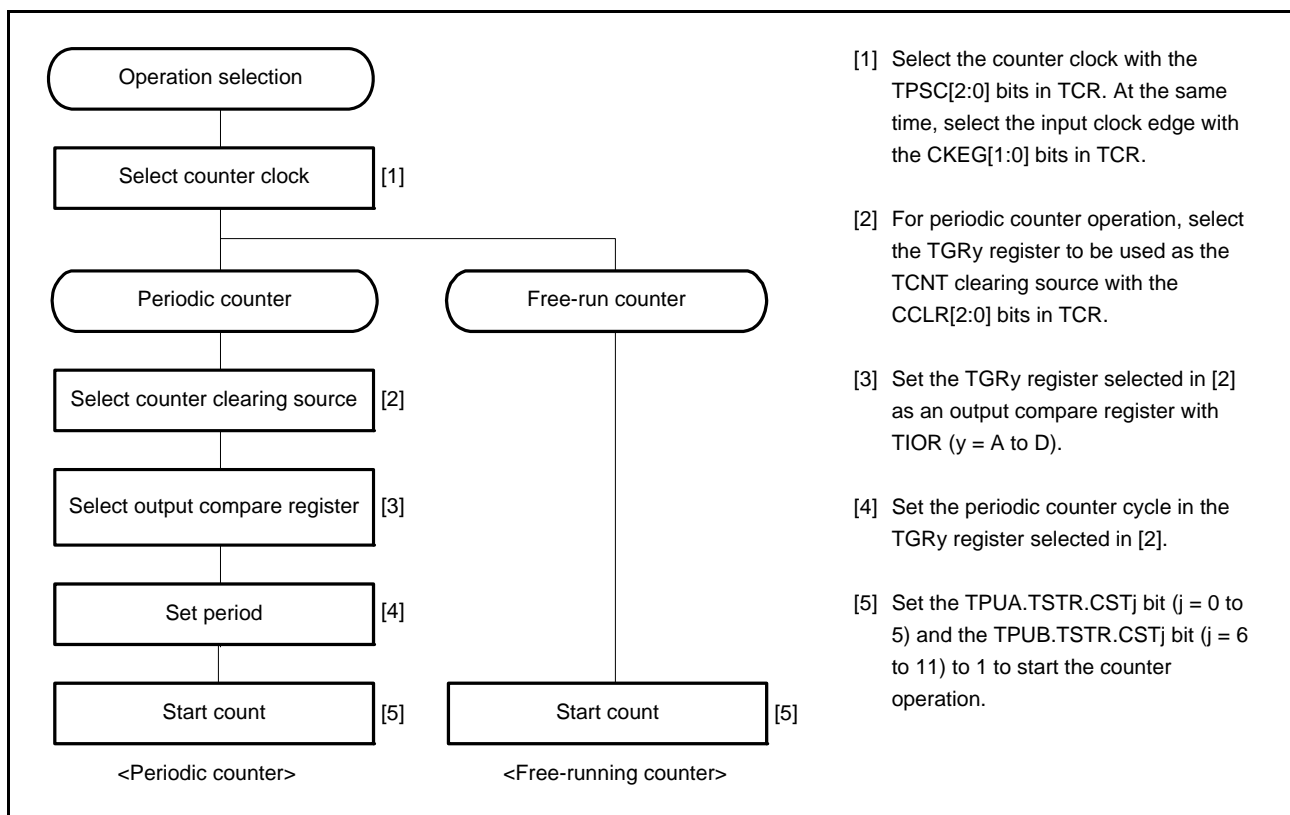 Operation selection
Select counter clock
[1]
Periodic counter
Free-run counter
Select counter clearing source
[2]
Select output compare register
[3]
Set period
[4]
Start count
[5]
Start count
[5]
<Periodic counter>
<Free-running counter>
[1] Select the counter clock with the
TPSC[2:0] bits in TCR. At the same
time, select the input clock edge with
the CKEG[1:0] bits in TCR.
[2] For periodic counter operation, select
the TGRy register to be used as the
TCNT clearing source with the
CCLR[2:0] bits in TCR.
[3] Set the TGRy register selected in [2]
as an output compare register with
TIOR (y = A to D).
[4] Set the periodic counter cycle in the
TGRy register selected in [2].
[5] Set the TPUA.TSTR.CSTj bit (j = 0 to
5) and the TPUB.TSTR.CSTj bit (j = 6
to 11) to 1 to start the counter
operation.